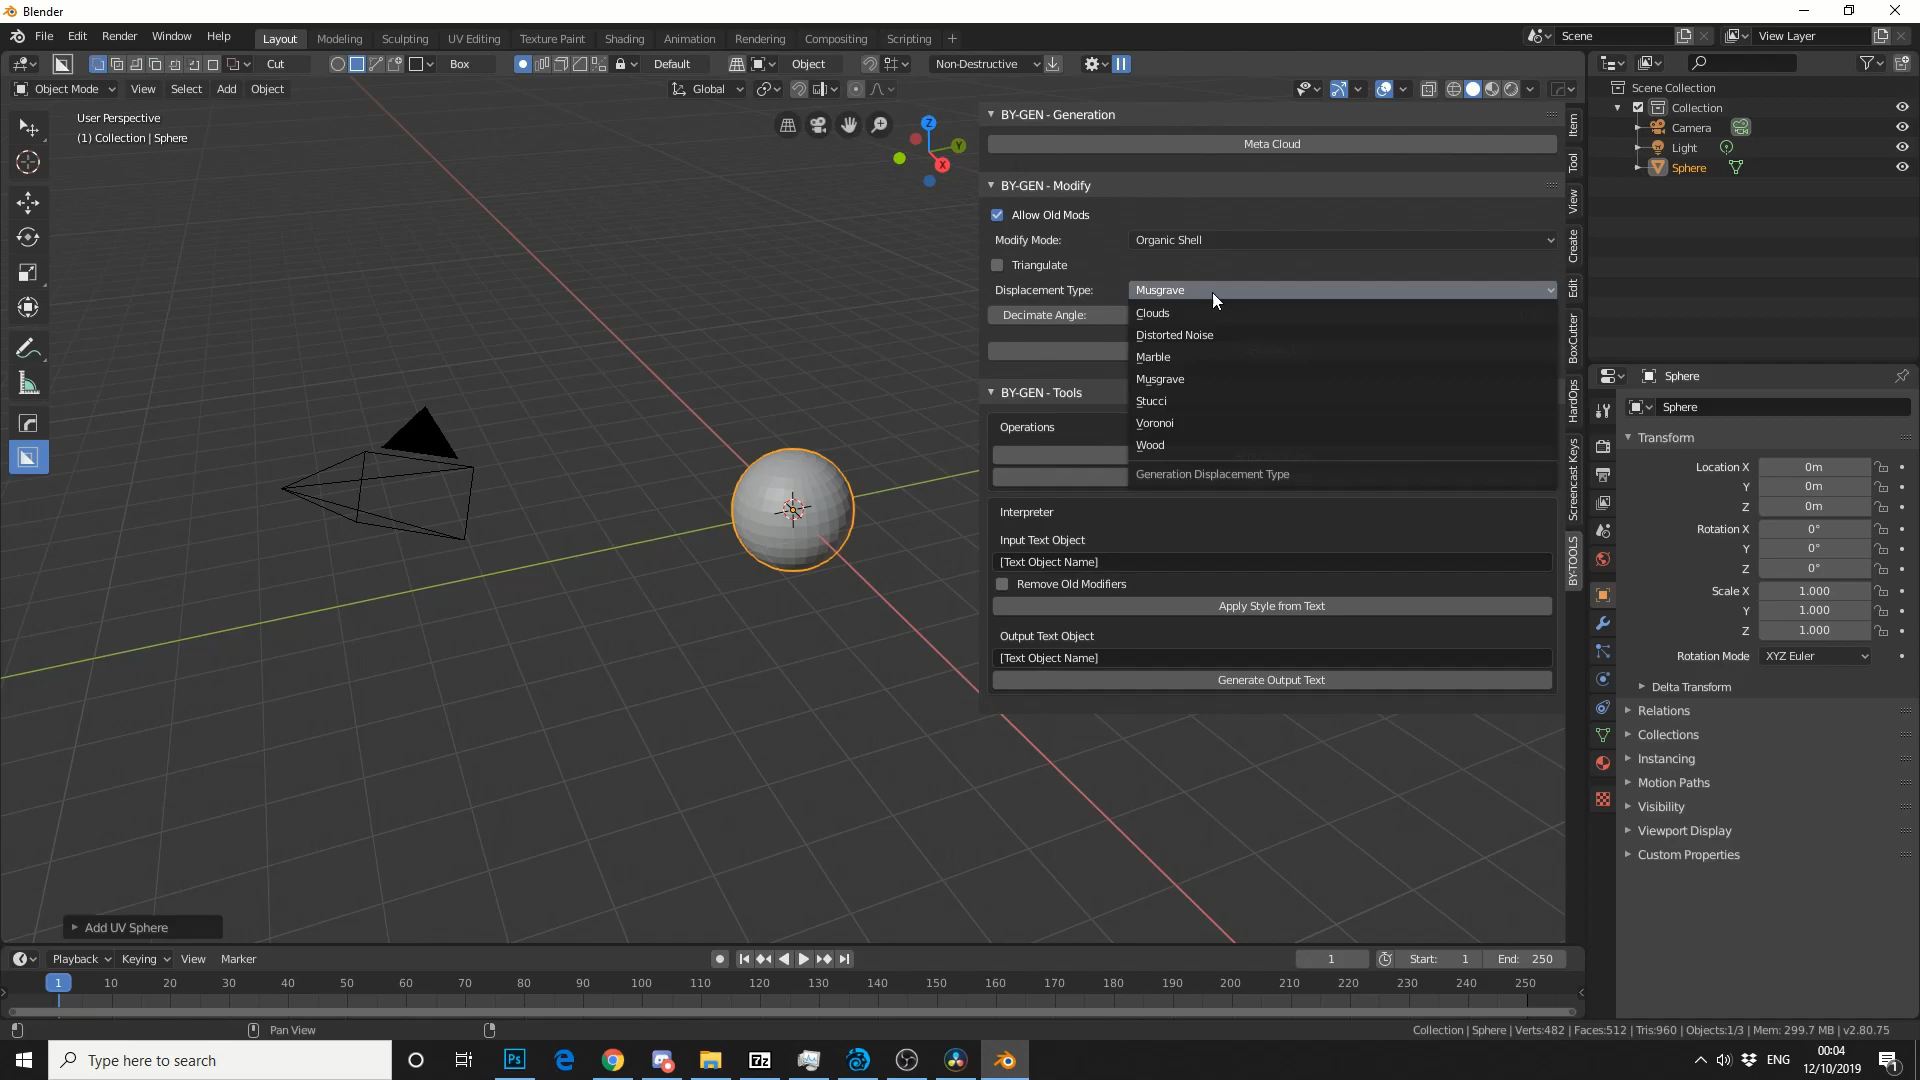 Blender
File Edit Render Window Help
Layout Modeling Sculpting UV Editing Texture Paint Shading Animation Rendering Compositing Scripting +
Scene
View Layer
Cut
Box
Default
Object
Non-Destructive
Object Mode View Select Add Object
Global
User Perspective
(1) Collection | Sphere
Z
Y
X
BY-GEN - Generation
Meta Cloud
BY-GEN - Modify
Allow Old Mods
Modify Mode: Organic Shell
Triangulate
Displacement Type: Musgrave
Clouds
Decimate Angle:
Distorted Noise
Marble
Musgrave
BY-GEN - Tools
Stucci
Operations
Voronoi
Wood
Generation Displacement Type
Interpreter
Input Text Object
[Text Object Name]
Remove Old Modifiers
Apply Style from Text
Output Text Object
[Text Object Name]
Generate Output Text
Item
Tool
View
Create
Edit
BoxCutter
HardOps
Screencast Keys
BY-TOOLS
Scene Collection
Collection
Camera
Light
Sphere
Sphere
Sphere
Transform
Location X 0m
Y 0m
Z 0m
Rotation X 0°
Y 0°
Z 0°
Scale X 1.000
Y 1.000
Z 1.000
Rotation Mode XYZ Euler
Delta Transform
Relations
Collections
Instancing
Motion Paths
Visibility
Viewport Display
Custom Properties
Add UV Sphere
Playback Keying View Marker
1
Start: 1
End: 250
1 10 20 30 40 50 60 70 80 90 100 110 120 130 140 150 160 170 180 190 200 210 220 230 240 250
Pan View
Collection | Sphere | Verts:482 | Faces:512 | Tris:960 | Objects:1/3 | Mem: 299.7 MB | v2.80.75
Type here to search
Ps
7z
ENG
00:04
12/10/2019
1